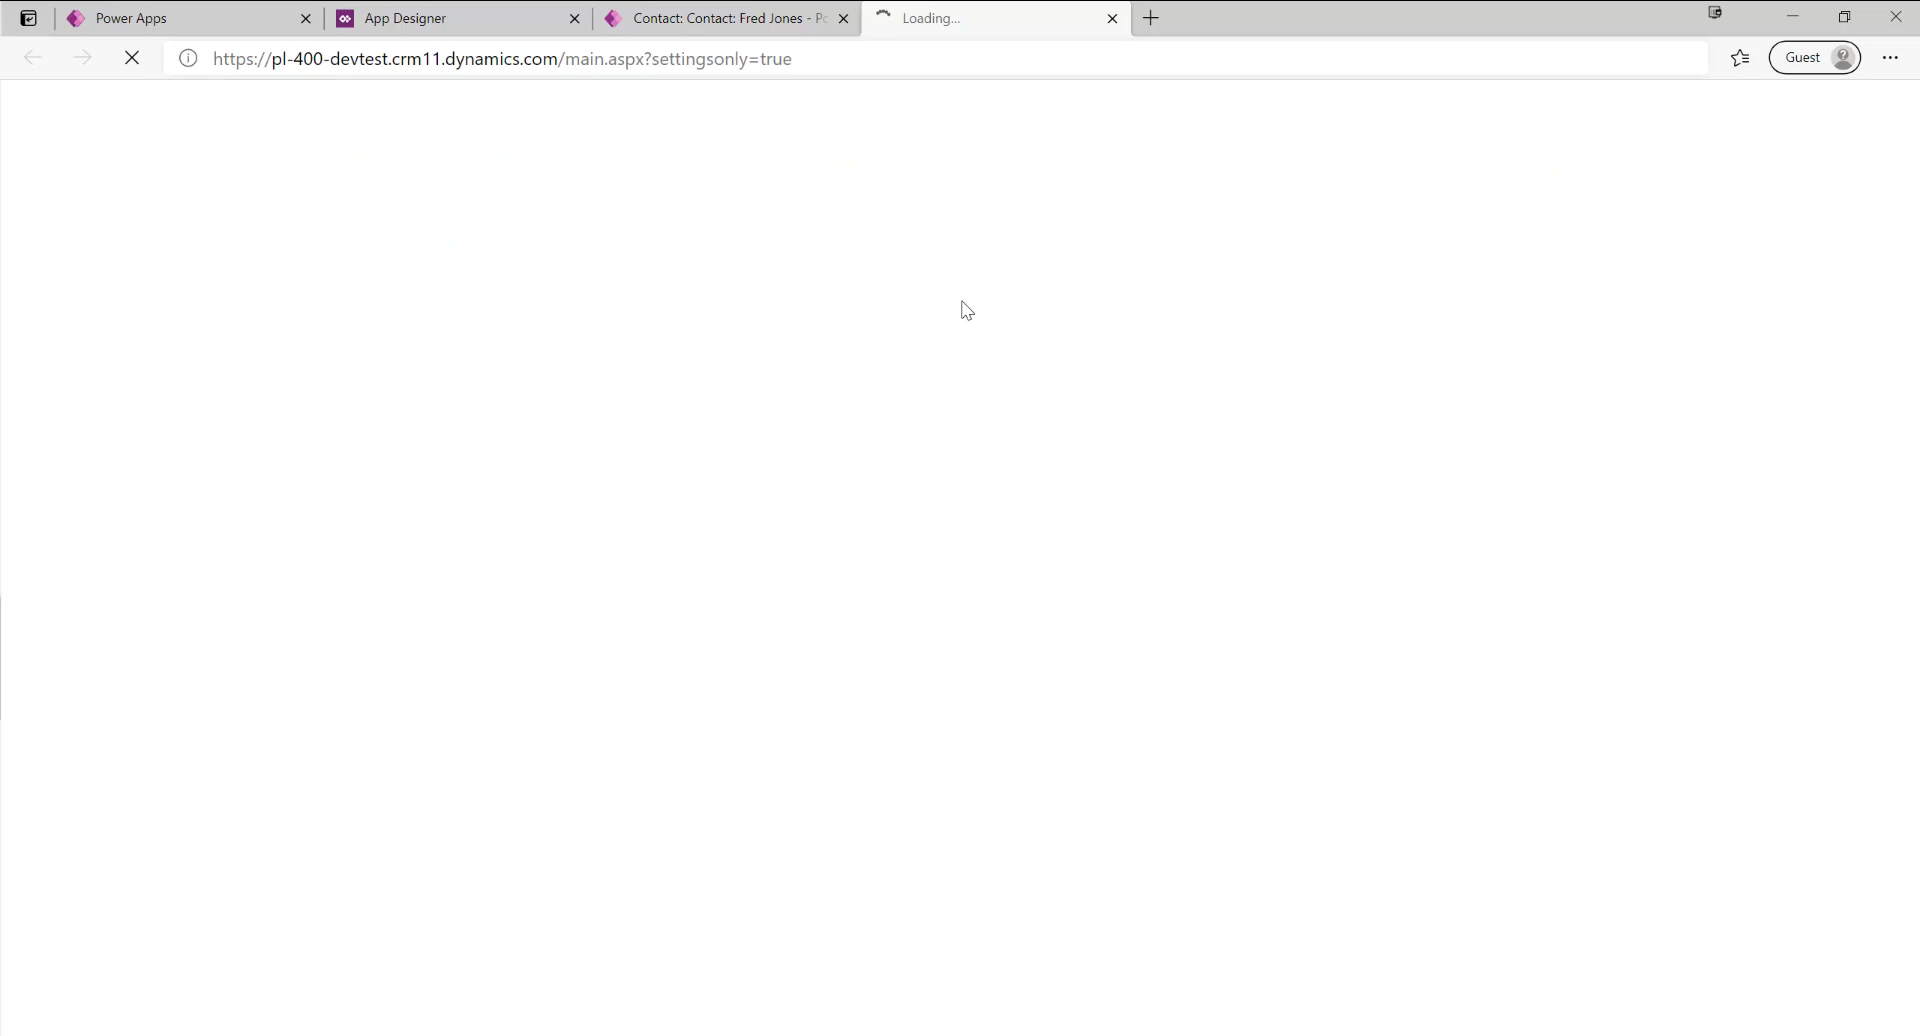 Power Apps
App Designer
Contact: Contact: Fred Jones - Po
Loading...
https://pl-400-devtest.crm11.dynamics.com/main.aspx?settingsonly=true
Guest